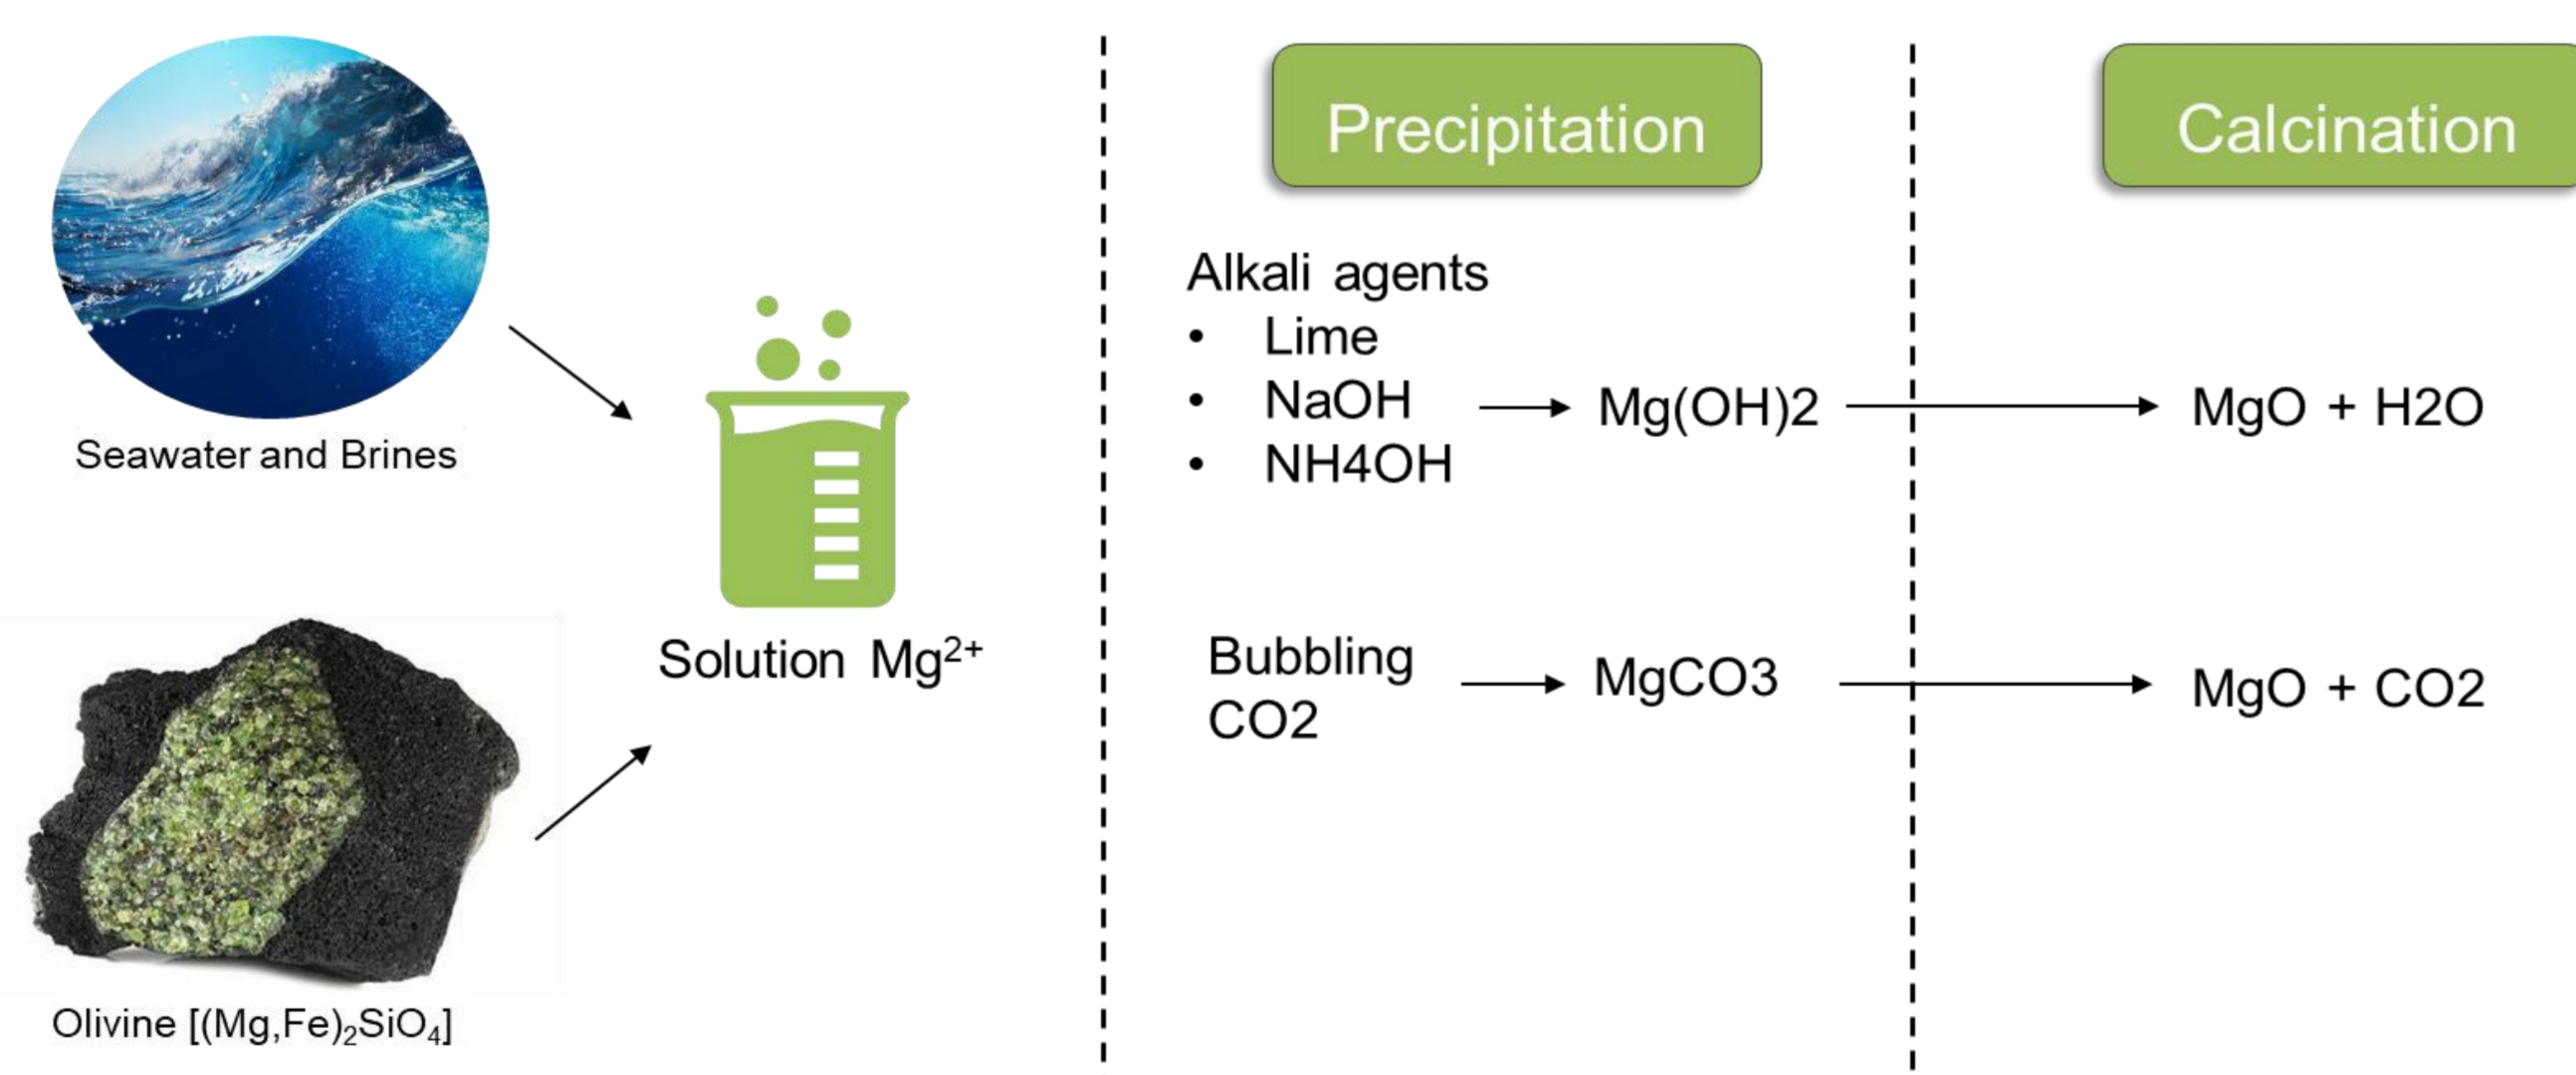 Seawater and Brines
Olivine [(Mg,Fe)₂SiO₄]
Solution Mg²⁺
Precipitation
Alkali agents
• Lime
• NaOH
• NH4OH
Mg(OH)2
Bubbling
CO2
MgCO3
Calcination
MgO + H2O
MgO + CO2